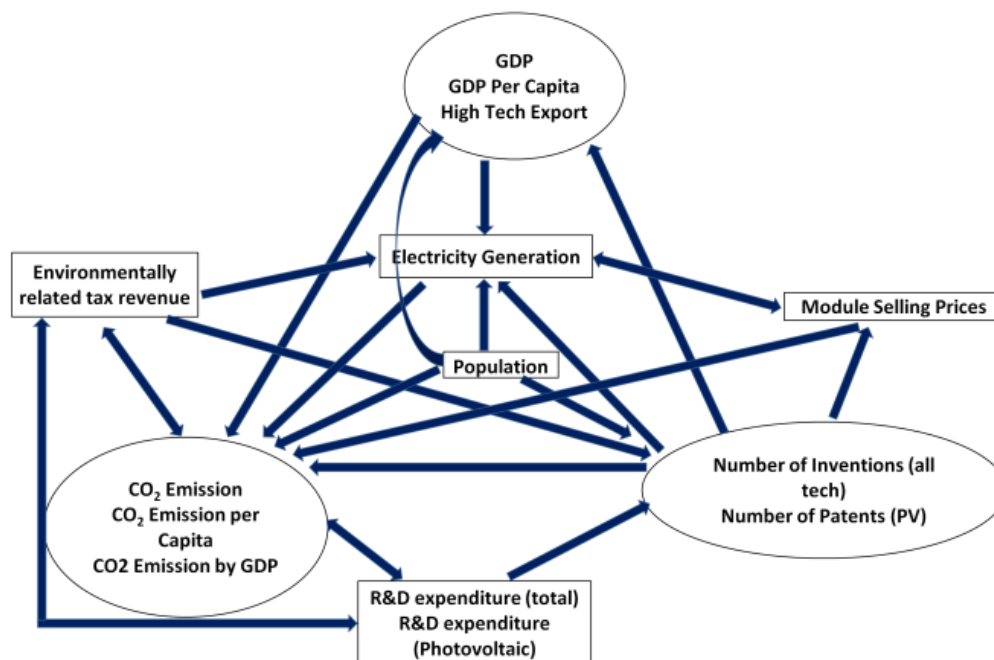 GDP
GDP Per Capita
High Tech Export
Electricity Generation
Environmentally
related tax revenue
Module Selling Prices
Population
CO₂ Emission
CO₂ Emission per
Capita
CO2 Emission by GDP
Number of Inventions (all
tech)
Number of Patents (PV)
R&D expenditure (total)
R&D expenditure
(Photovoltaic)